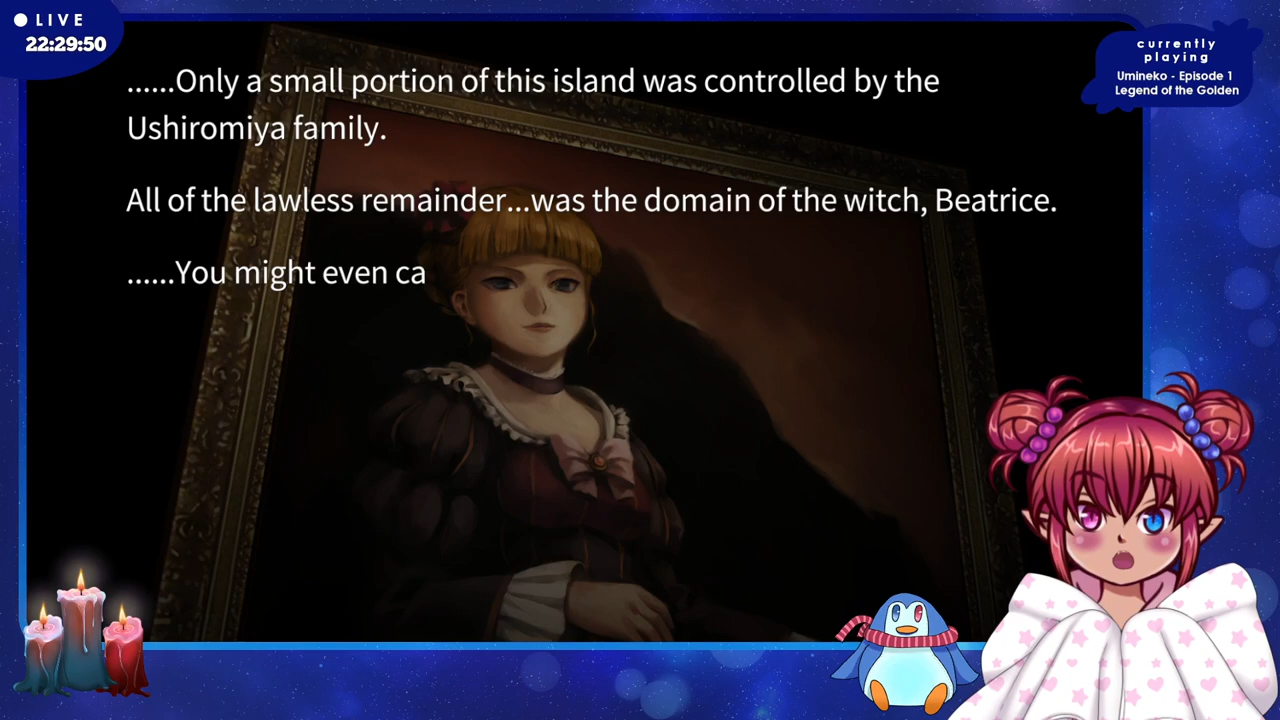 LIVE
22:29:50
currently
playing
Umineko - Episode 1
Legend of the Golden
......Only a small portion of this island was controlled by the
Ushiromiya family.
All of the lawless remainder...was the domain of the witch, Beatrice.
......You might even ca